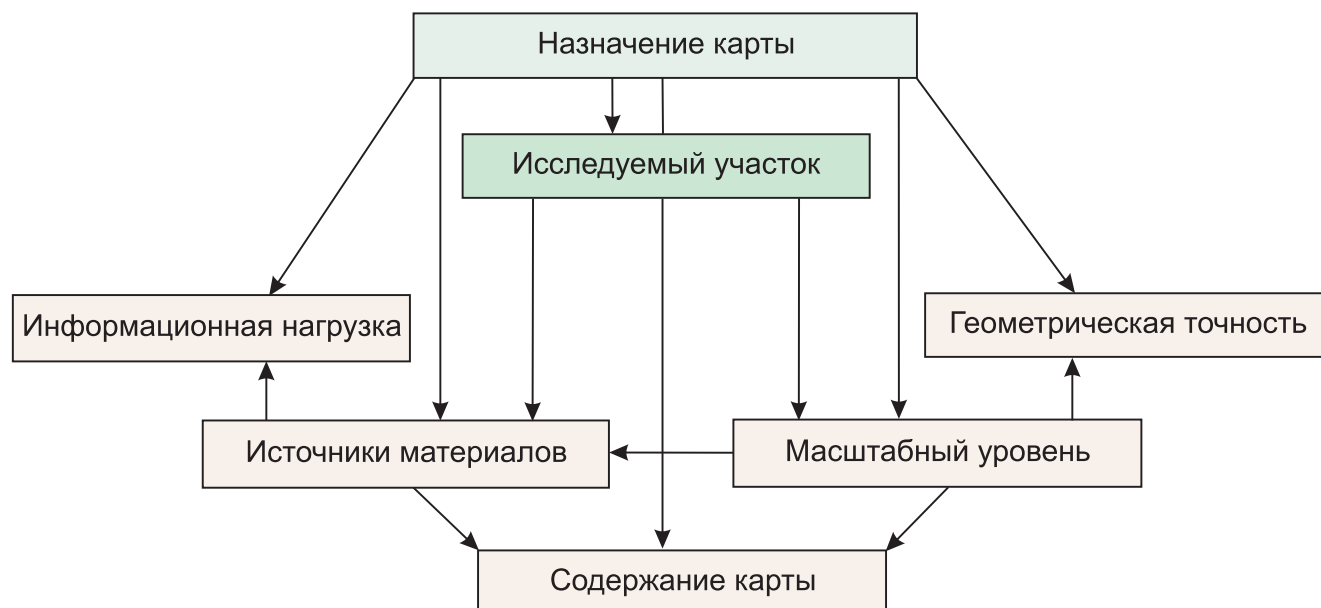 Назначение карты
Исследуемый участок
Информационная нагрузка
Геометрическая точность
Источники материалов
Масштабный уровень
Содержание карты